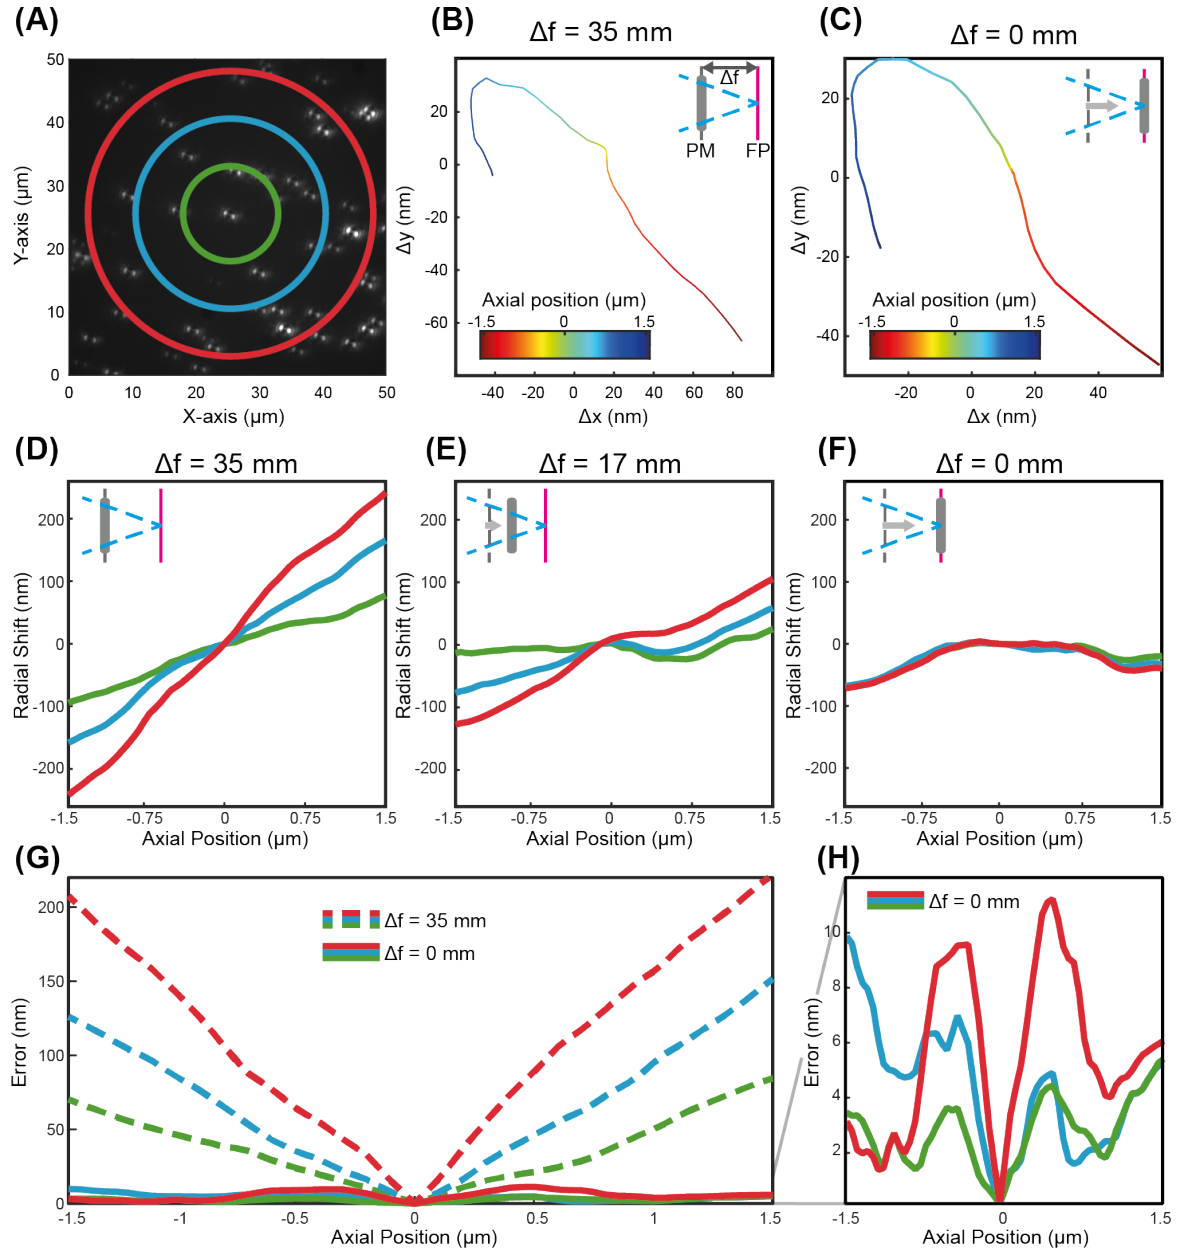 (A)
50
40
30
20
10
0
Y-axis (µm)
0 10 20 30 40 50
X-axis (µm)
(B)
Δf = 35 mm
20
0
-20
-40
-60
Δy (nm)
Δf
PM FP
Axial position (µm)
-1.5 0 1.5
-40 -20 0 20 40 60 80
Δx (nm)
(C)
Δf = 0 mm
20
0
-20
-40
Δy (nm)
Axial position (µm)
-1.5 0 1.5
-20 0 20 40
Δx (nm)
(D)
Δf = 35 mm
200
100
0
-100
-200
Radial Shift (nm)
-1.5 -0.75 0 0.75 1.5
Axial Position (µm)
(E)
Δf = 17 mm
200
100
0
-100
-200
Radial Shift (nm)
-1.5 -0.75 0 0.75 1.5
Axial Position (µm)
(F)
Δf = 0 mm
200
100
0
-100
-200
Radial Shift (nm)
-1.5 -0.75 0 0.75 1.5
Axial Position (µm)
(G)
200
150
100
50
0
Error (nm)
Δf = 35 mm
Δf = 0 mm
-1.5 -1 -0.5 0 0.5 1 1.5
Axial Position (µm)
(H)
10
8
6
4
2
Error (nm)
Δf = 0 mm
-1.5 0 1.5
Axial Position (µm)